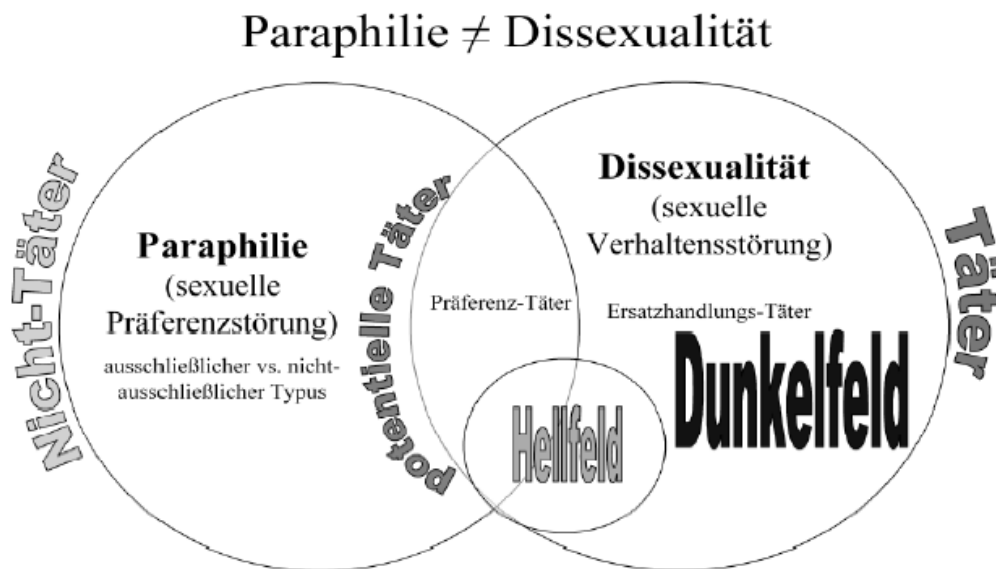 Paraphilie ≠ Dissexualität
Nicht-Täter
Paraphilie
(sexuelle
Präferenzstörung)
ausschließlicher vs. nicht-
ausschließlicher Typus
potentielle Täter
Präferenz-Täter
Hellfeld
Dissexualität
(sexuelle
Verhaltensstörung)
Ersatzhandlungs-Täter
Dunkelfeld
Täter